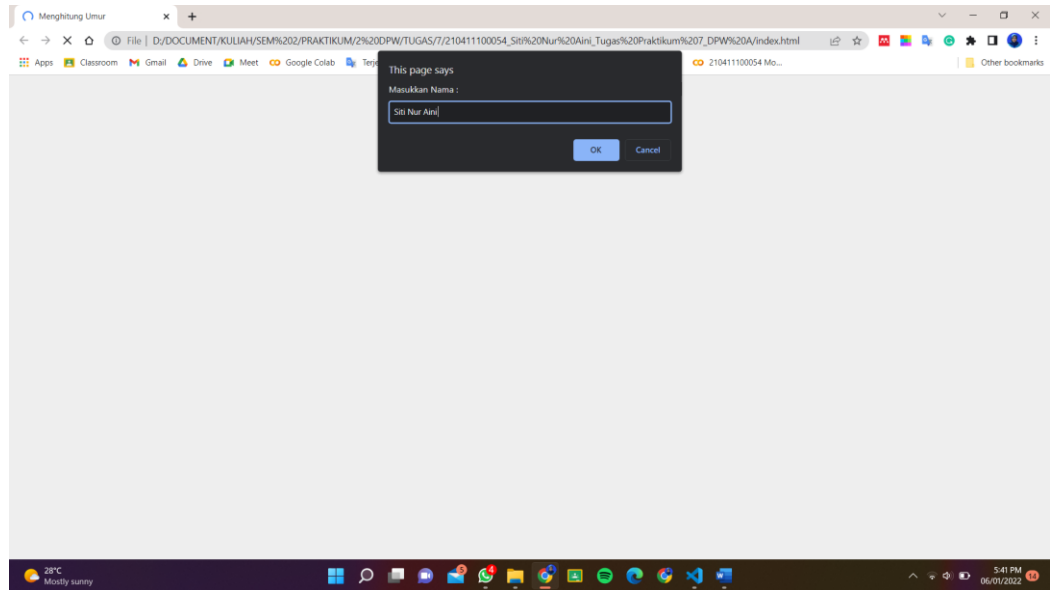 Menghitung Umur
File | D:/DOCUMENT/KULIAH/SEM%202/PRAKTIKUM/2%20DPW/TUGAS/7/210411100054_Siti%20Nur%20Aini_Tugas%20Praktikum%207_DPW%20A/index.html
Apps Classroom Gmail Drive Meet Google Colab Terje 210411100054 Mo... Other bookmarks
This page says
Masukkan Nama :
Siti Nur Aini
OK Cancel
28°C
Mostly sunny
5:41 PM
06/01/2022